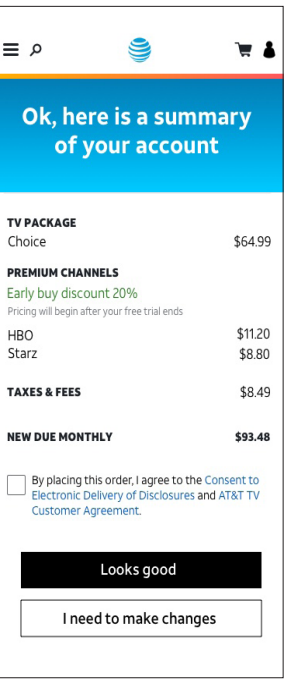 Ok, here is a summary
of your account
TV PACKAGE
Choice $64.99
PREMIUM CHANNELS
Early buy discount 20%
Pricing will begin after your free trial ends
HBO $11.20
Starz $8.80
TAXES & FEES $8.49
NEW DUE MONTHLY $93.48
By placing this order, I agree to the Consent to
Electronic Delivery of Disclosures and AT&T TV
Customer Agreement.
Looks good
I need to make changes